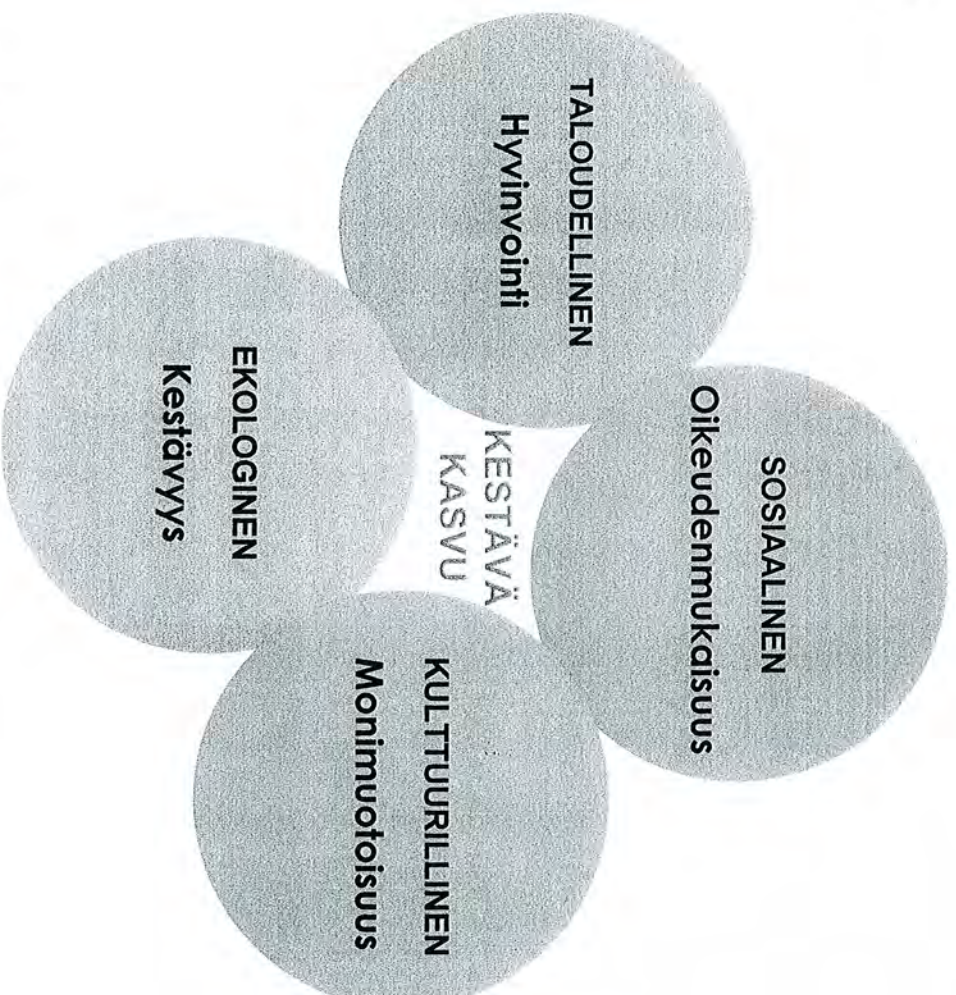 SOSIAALINEN
Oikeudenmukaisuus
TALOUDELLINEN
Hyvinvointi
KESTÄVÄ
KASVU
KULTTUURILLINEN
Monimuotoisuus
EKOLOGINEN
Kestävyys